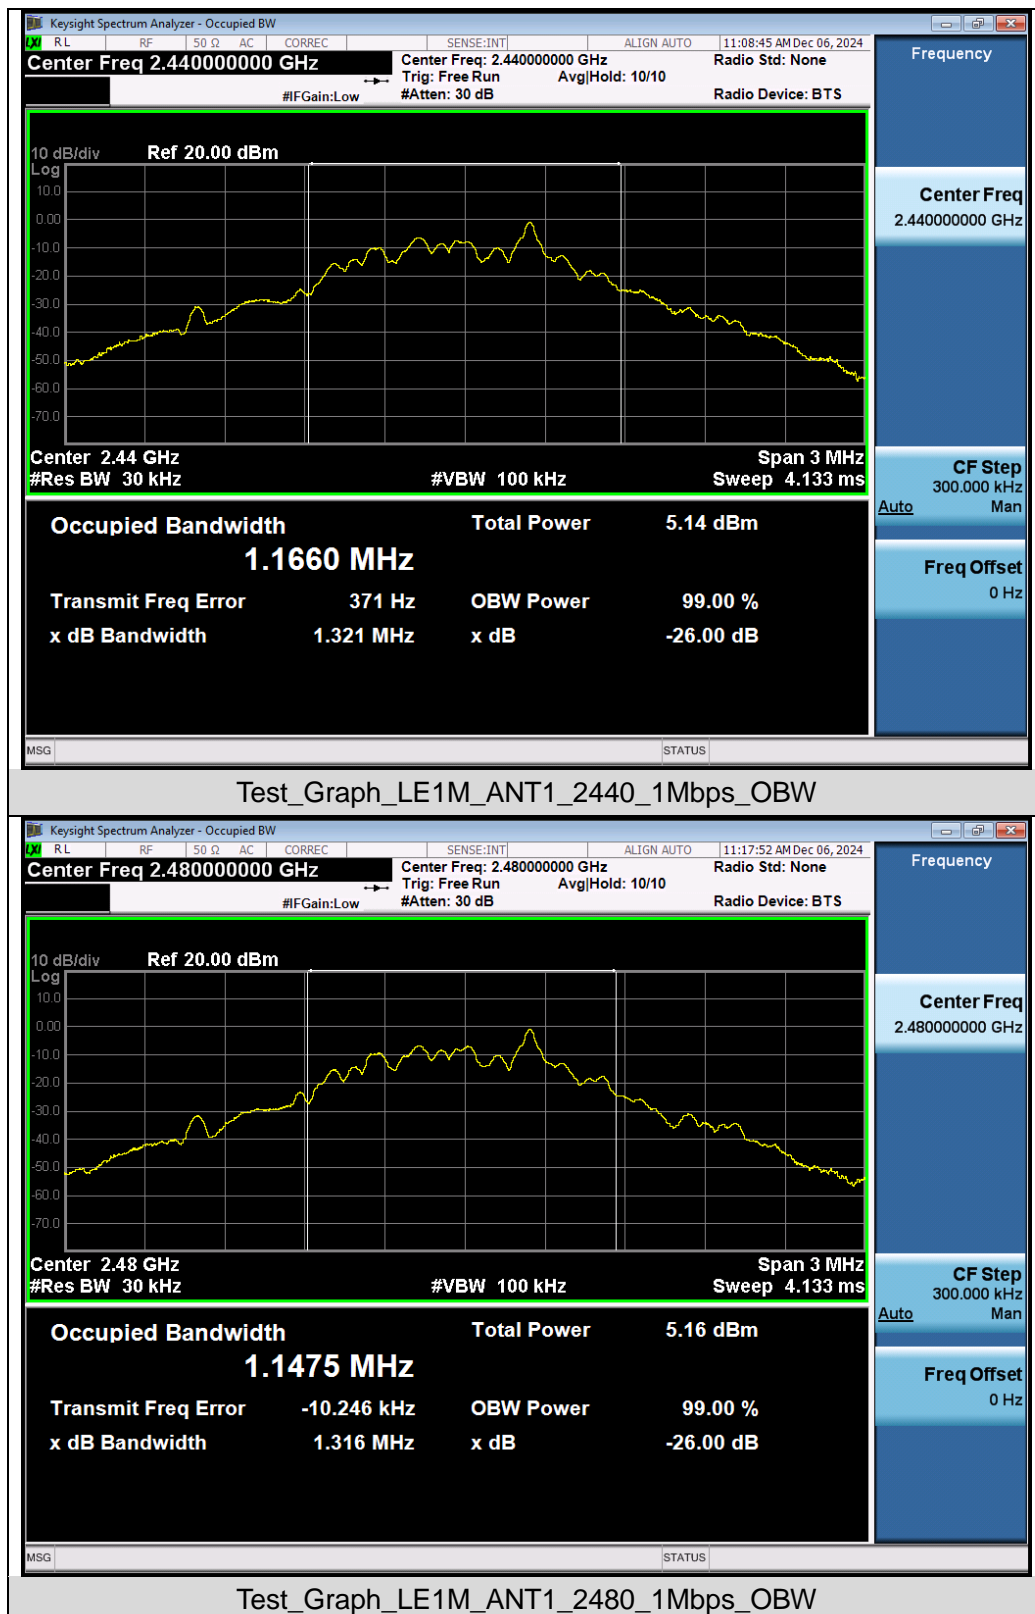 Keysight Spectrum Analyzer - Occupied BW
LXI RL RF 50 Ω AC CORREC SENSE:INT ALIGN AUTO 11:08:45 AM Dec 06, 2024
Center Freq 2.440000000 GHz Center Freq: 2.440000000 GHz Radio Std: None Frequency
Trig: Free Run Avg|Hold: 10/10
#IFGain:Low #Atten: 30 dB Radio Device: BTS
10 dB/div Ref 20.00 dBm
Log
10.0
0.00
-10.0
-20.0
-30.0
-40.0
-50.0
-60.0
-70.0
Center Freq
2.440000000 GHz
Center 2.44 GHz Span 3 MHz
#Res BW 30 kHz #VBW 100 kHz Sweep 4.133 ms
CF Step
300.000 kHz
Auto Man
Occupied Bandwidth Total Power 5.14 dBm
1.1660 MHz
Freq Offset
0 Hz
Transmit Freq Error 371 Hz OBW Power 99.00 %
x dB Bandwidth 1.321 MHz x dB -26.00 dB
MSG STATUS
Test_Graph_LE1M_ANT1_2440_1Mbps_OBW
Keysight Spectrum Analyzer - Occupied BW
LXI RL RF 50 Ω AC CORREC SENSE:INT ALIGN AUTO 11:17:52 AM Dec 06, 2024
Center Freq 2.480000000 GHz Center Freq: 2.480000000 GHz Radio Std: None Frequency
Trig: Free Run Avg|Hold: 10/10
#IFGain:Low #Atten: 30 dB Radio Device: BTS
10 dB/div Ref 20.00 dBm
Log
10.0
0.00
-10.0
-20.0
-30.0
-40.0
-50.0
-60.0
-70.0
Center Freq
2.480000000 GHz
Center 2.48 GHz Span 3 MHz
#Res BW 30 kHz #VBW 100 kHz Sweep 4.133 ms
CF Step
300.000 kHz
Auto Man
Occupied Bandwidth Total Power 5.16 dBm
1.1475 MHz
Freq Offset
0 Hz
Transmit Freq Error -10.246 kHz OBW Power 99.00 %
x dB Bandwidth 1.316 MHz x dB -26.00 dB
MSG STATUS
Test_Graph_LE1M_ANT1_2480_1Mbps_OBW